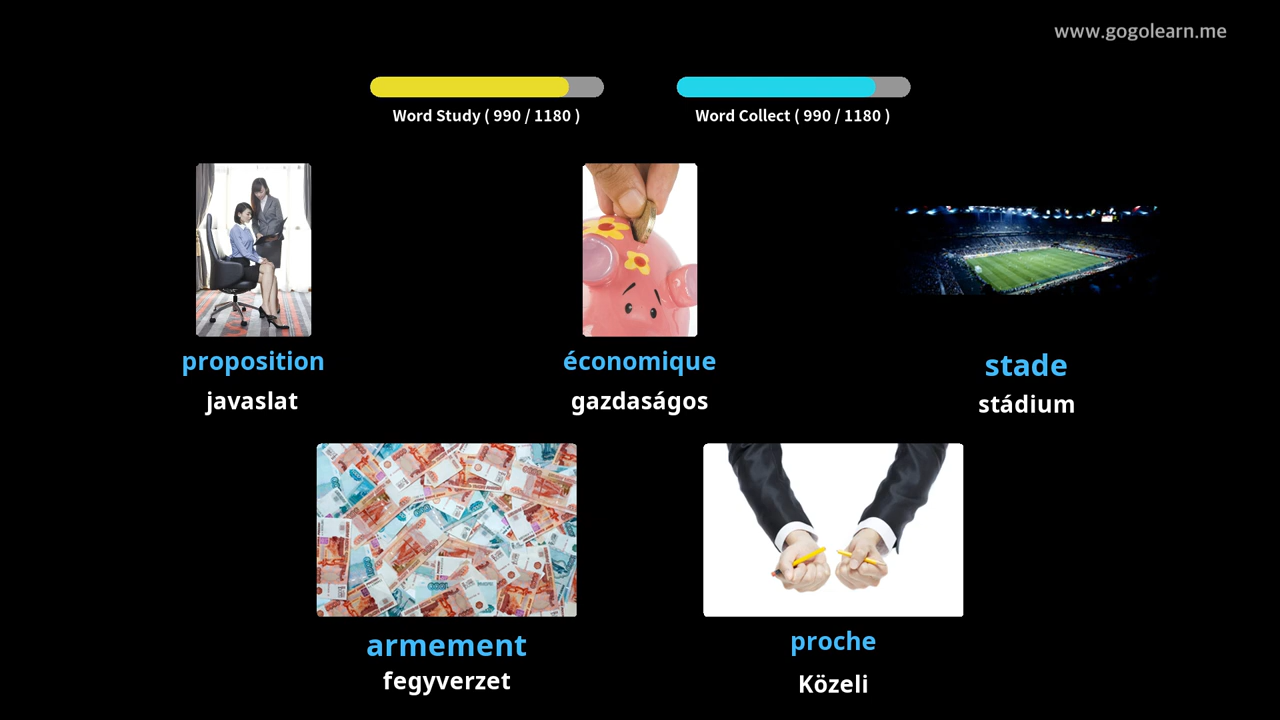 www.gogolearn.me
Word Study ( 990 / 1180 )
Word Collect ( 990 / 1180 )
proposition
javaslat
économique
gazdaságos
stade
stádium
armement
fegyverzet
proche
Közeli